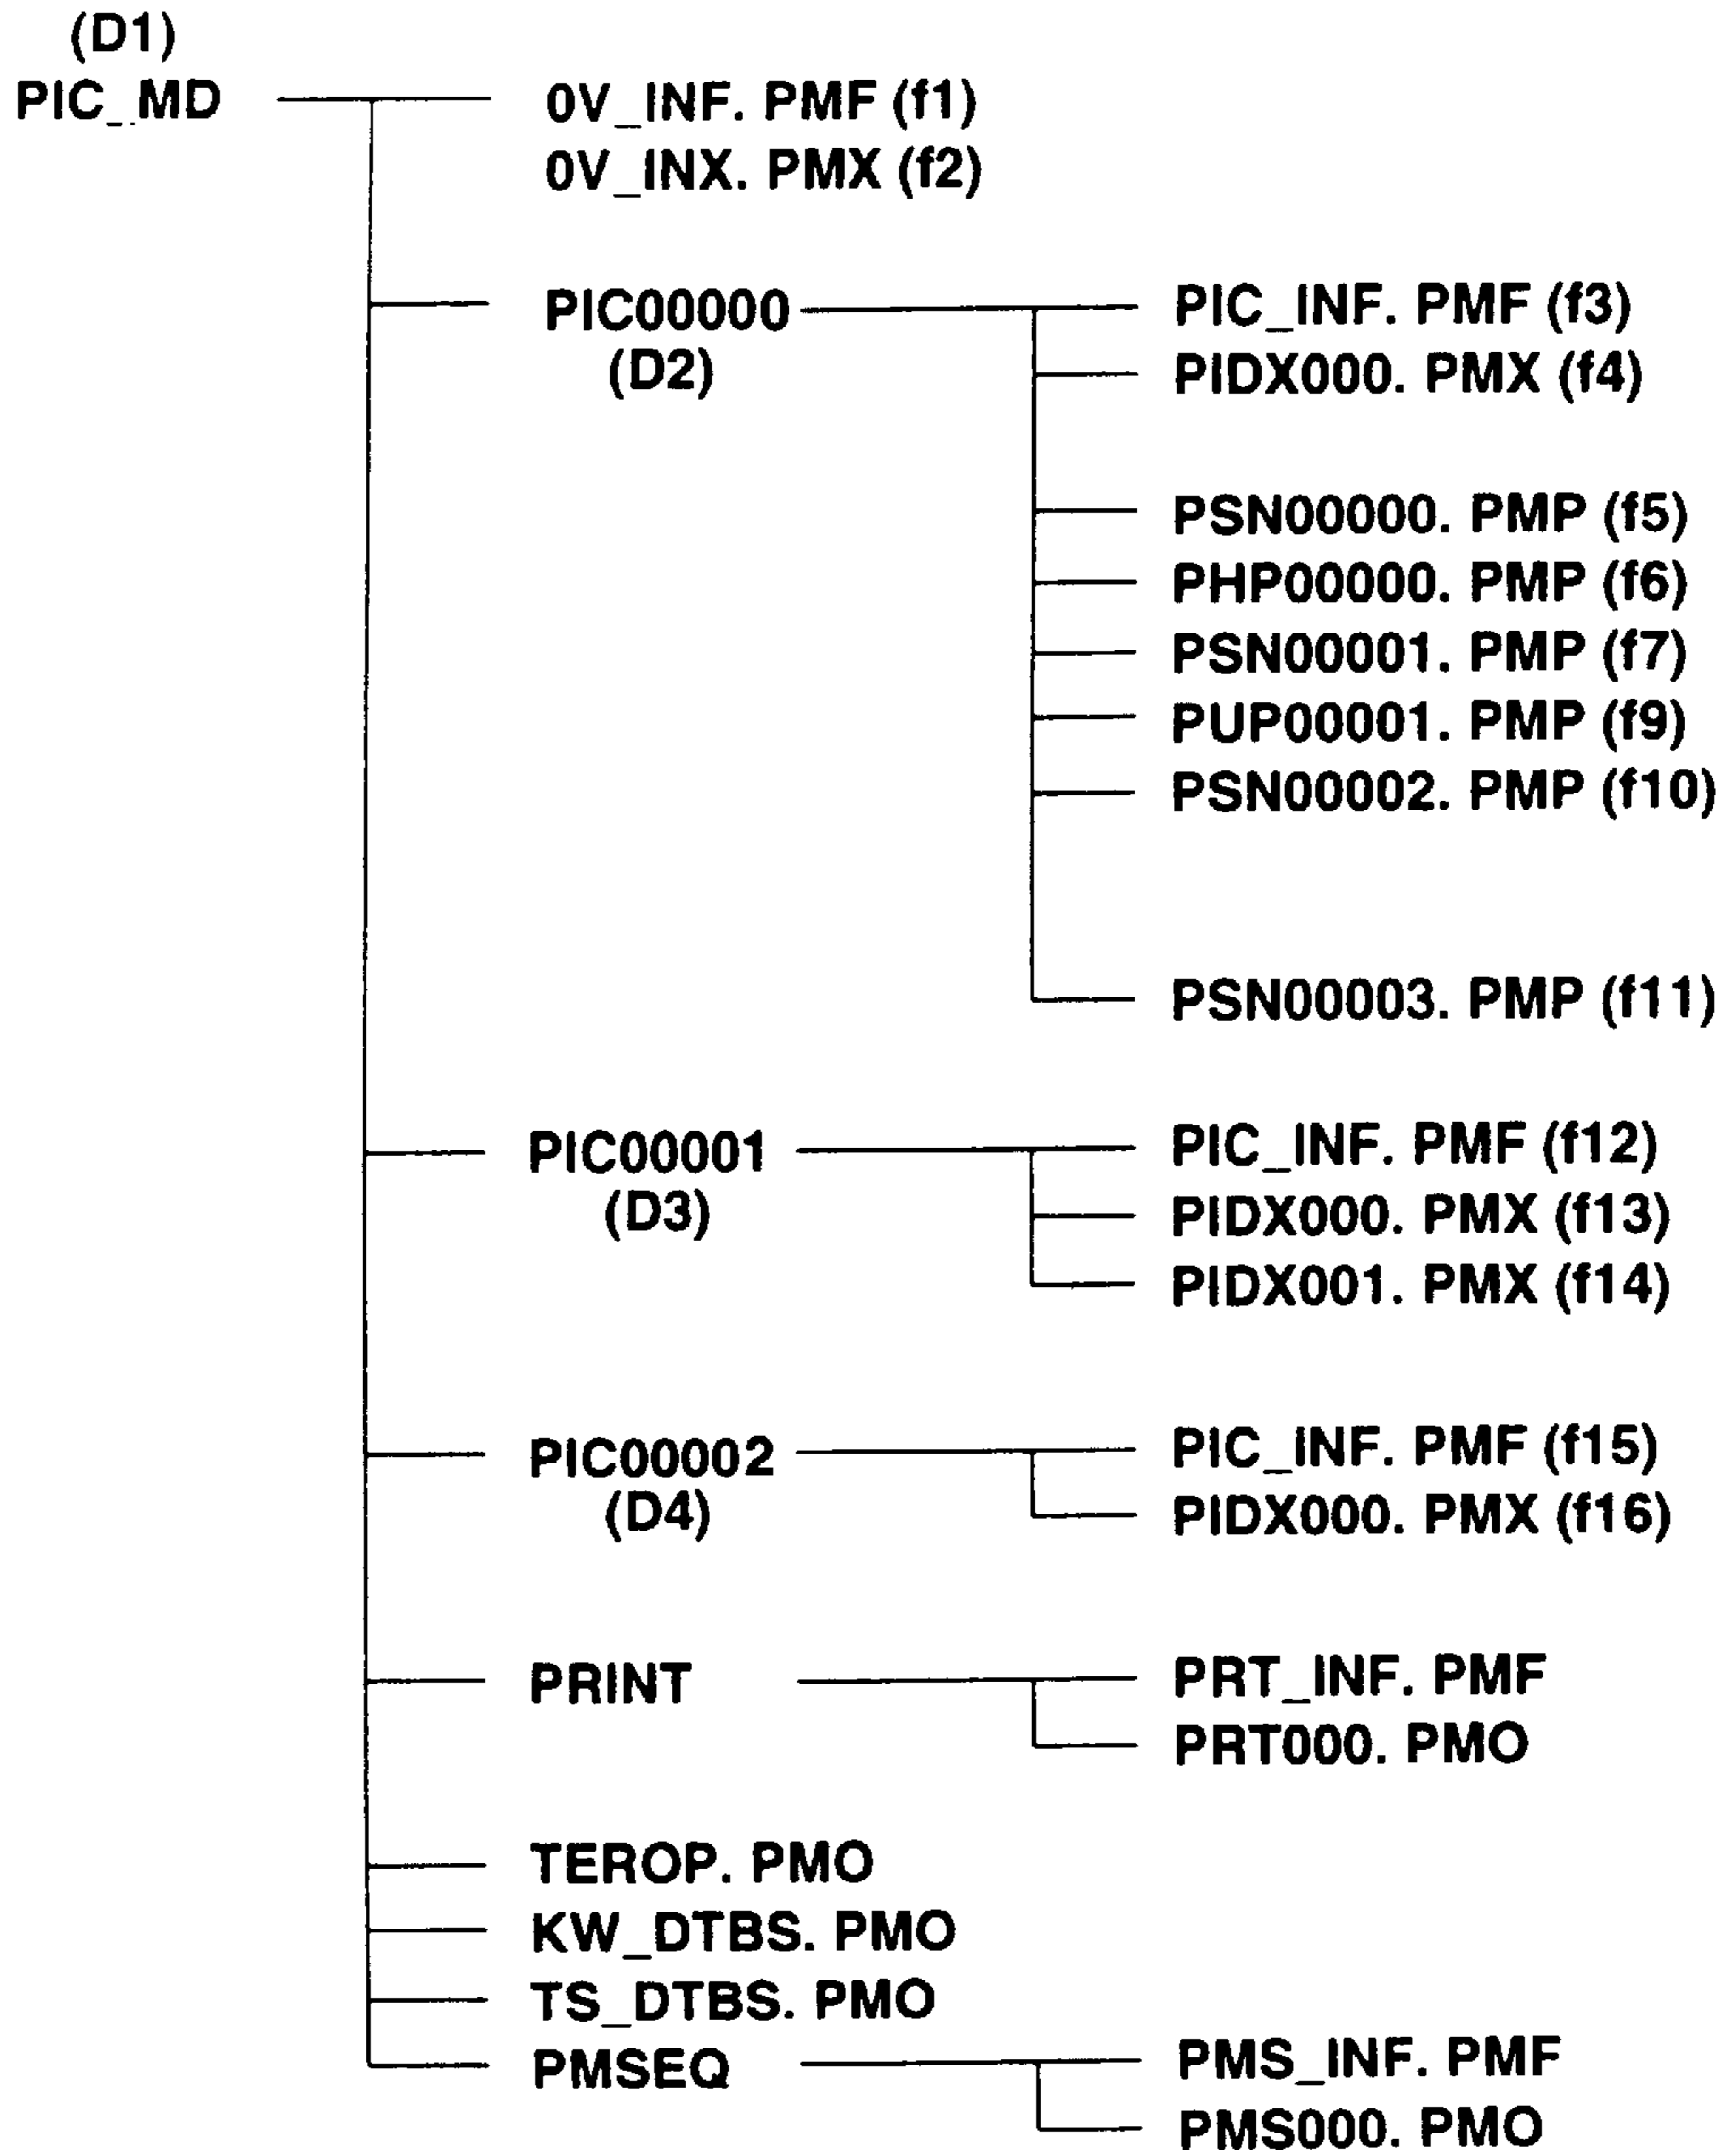 (D1)
PIC_MD
0V_INF. PMF (f1)
0V_INX. PMX (f2)
PIC00000
(D2)
PIC_INF. PMF (f3)
PIDX000. PMX (f4)
PSN00000. PMP (f5)
PHP00000. PMP (f6)
PSN00001. PMP (f7)
PUP00001. PMP (f9)
PSN00002. PMP (f10)
PSN00003. PMP (f11)
PIC00001
(D3)
PIC_INF. PMF (f12)
PIDX000. PMX (f13)
PIDX001. PMX (f14)
PIC00002
(D4)
PIC_INF. PMF (f15)
PIDX000. PMX (f16)
PRINT
PRT_INF. PMF
PRT000. PMO
TEROP. PMO
KW_DTBS. PMO
TS_DTBS. PMO
PMSEQ
PMS_INF. PMF
PMS000. PMO